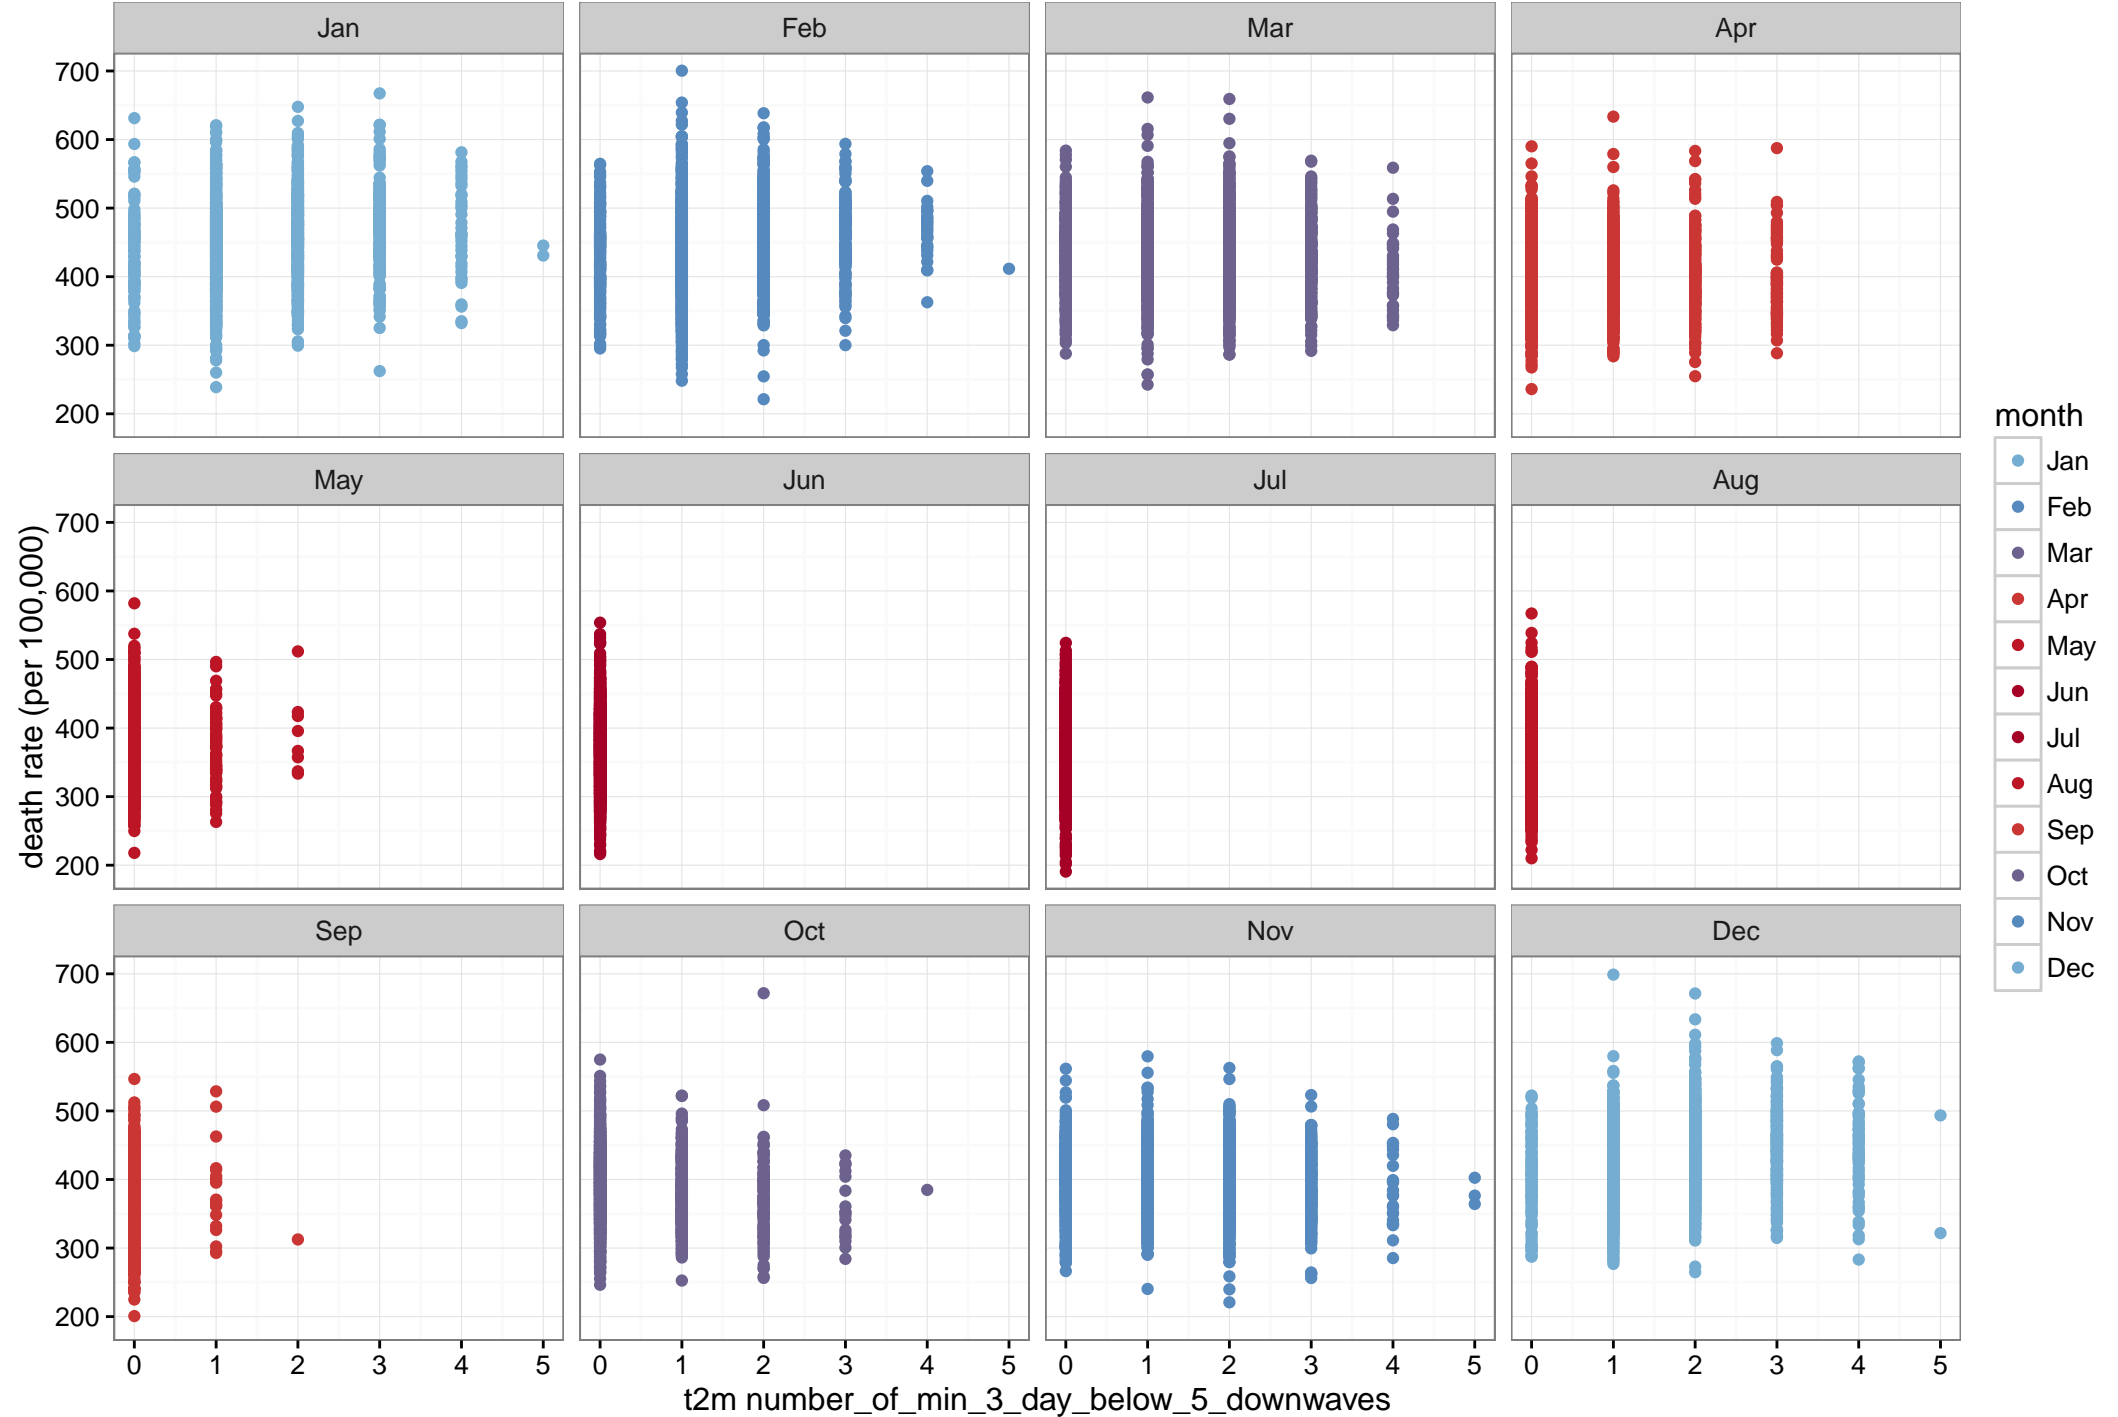 Jan Feb Mar Apr
700
600
500
400
300
200
May Jun Jul Aug
700
600
500
400
300
200
Sep Oct Nov Dec
700
600
500
400
300
200
0 1 2 3 4 5 0 1 2 3 4 5 0 1 2 3 4 5 0 1 2 3 4 5
t2m number_of_min_3_day_below_5_downwaves
death rate (per 100,000)
month
Jan
Feb
Mar
Apr
May
Jun
Jul
Aug
Sep
Oct
Nov
Dec